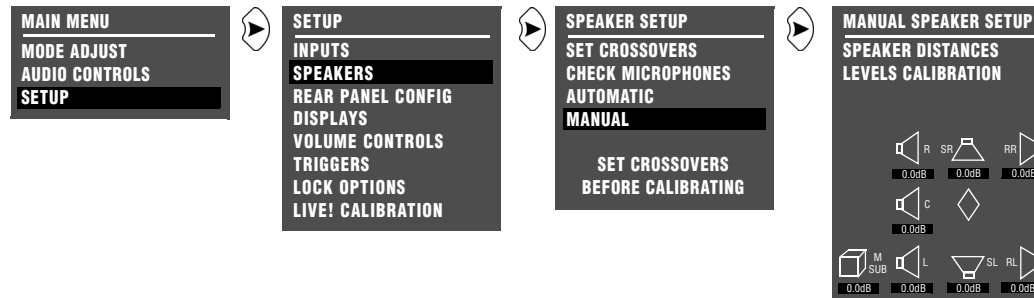 MAIN MENU
MODE ADJUST
AUDIO CONTROLS
SETUP
SETUP
INPUTS
SPEAKERS
REAR PANEL CONFIG
DISPLAYS
VOLUME CONTROLS
TRIGGERS
LOCK OPTIONS
LIVE! CALIBRATION
SPEAKER SETUP
SET CROSSOVERS
CHECK MICROPHONES
AUTOMATIC
MANUAL
SET CROSSOVERS
BEFORE CALIBRATING
MANUAL SPEAKER SETUP
SPEAKER DISTANCES
LEVELS CALIBRATION
R SR RR
0.0dB 0.0dB 0.0dB
C
0.0dB
M
SUB L SL RL
0.0dB 0.0dB 0.0dB 0.0dB